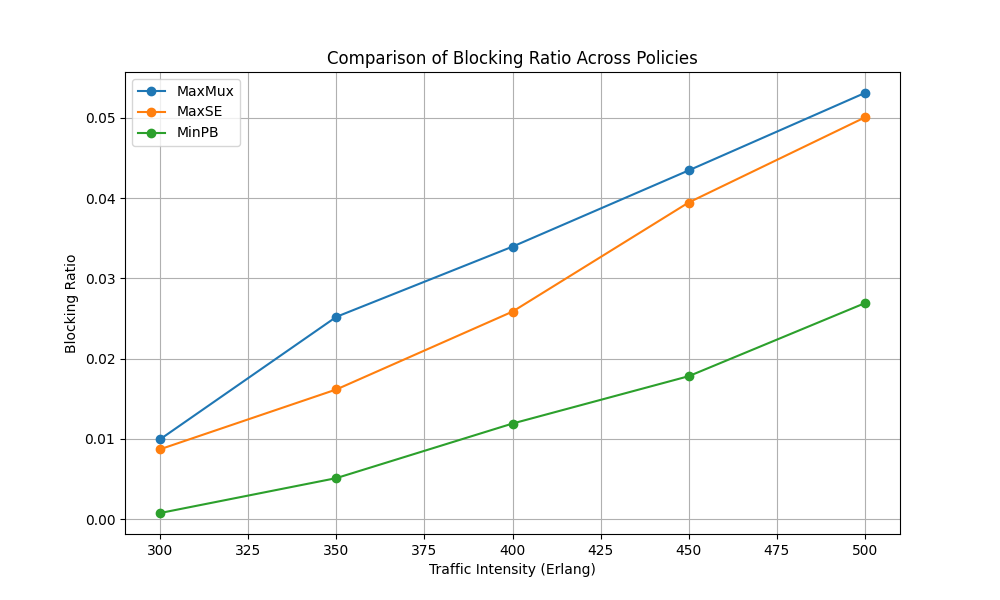 Comparison of Blocking Ratio Across Policies
MaxMux
MaxSE
MinPB
0.05
0.04
0.03
0.02
0.01
0.00
Blocking Ratio
300 325 350 375 400 425 450 475 500
Traffic Intensity (Erlang)